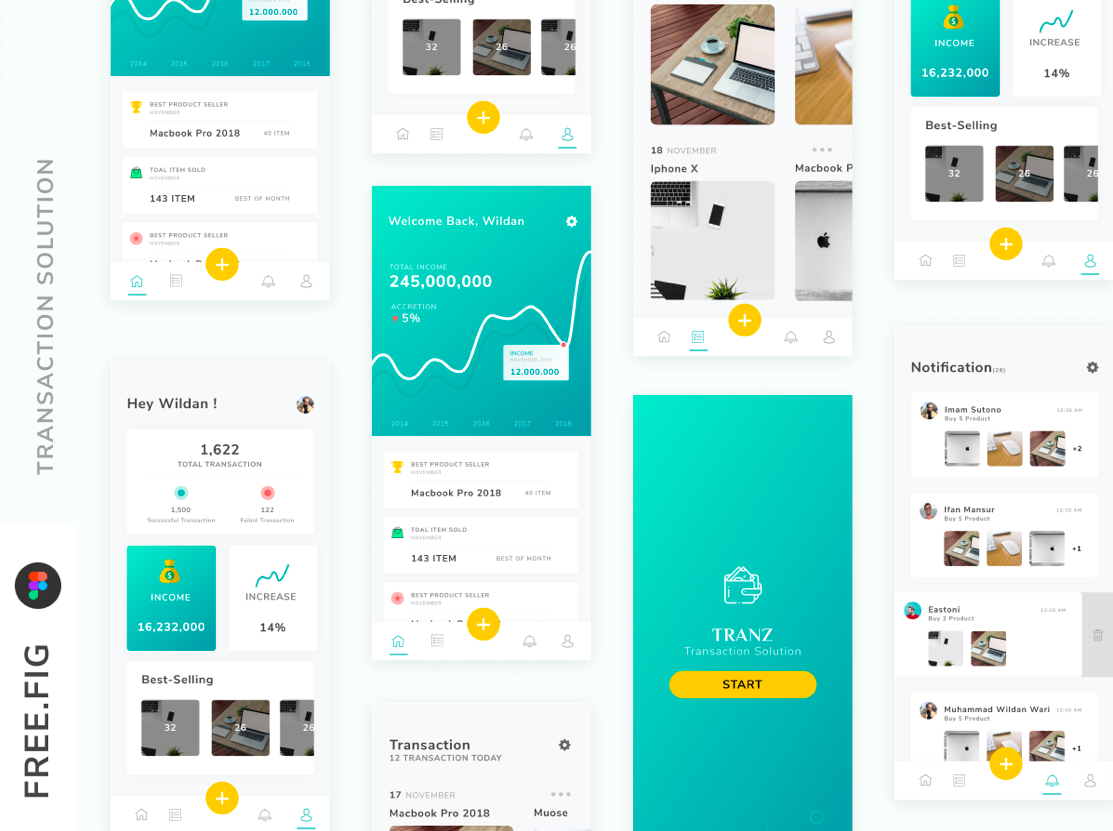 TRANSACTION SOLUTION
FREE.FIG
12.000.000
2014 2015 2016 2017 2018
BEST PRODUCT SELLER
NOVEMBER
Macbook Pro 2018 40 ITEM
TOAL ITEM SOLD
NOVEMBER
143 ITEM BEST OF MONTH
BEST PRODUCT SELLER
NOVEMBER
Hey Wildan !
1,622
TOTAL TRANSACTION
1,500 122
Successful Transaction Failed Transaction
INCOME INCREASE
16,232,000 14%
Best-Selling
32 26 26
Best-Selling
32 26 26
Welcome Back, Wildan
TOTAL INCOME
245,000,000
ACCRETION
5%
INCOME
NOVEMBER 2018
12.000.000
2014 2015 2016 2017 2018
BEST PRODUCT SELLER
NOVEMBER
Macbook Pro 2018 40 ITEM
TOAL ITEM SOLD
NOVEMBER
143 ITEM BEST OF MONTH
BEST PRODUCT SELLER
NOVEMBER
Transaction
12 TRANSACTION TODAY
17 NOVEMBER
Macbook Pro 2018 Muose
18 NOVEMBER
Iphone X Macbook P
TRANZ
Transaction Solution
START
INCOME INCREASE
16,232,000 14%
Best-Selling
32 26 26
Notification(26)
Imam Sutono 12:30 AM
Buy 5 Product
+2
Ifan Mansur 12:30 AM
Buy 5 Product
+1
Eastoni 11:10 AM
Buy 2 Product
Muhammad Wildan Wari 12:30 AM
Buy 5 Product
+1